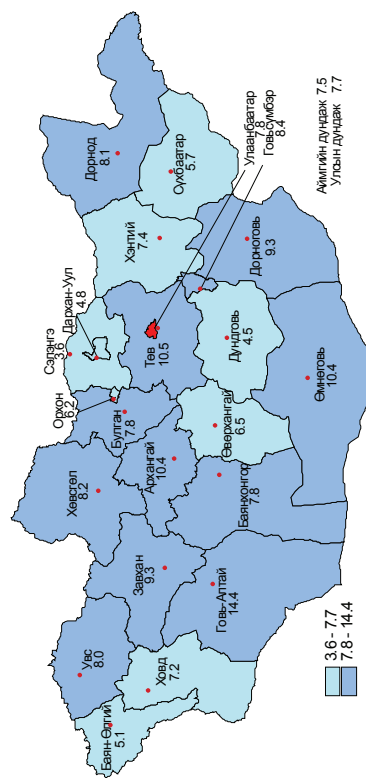 Баян-Өлгий
5.1
Увс
8.0
Ховд
7.2
Завхан
9.3
Говь-Алтай
14.4
Хөвсгөл
8.2
Архангай
10.4
Баянхонгор
7.8
Булган
7.8
Орхон
6.2
Өвөрхангай
6.5
Сэлэнгэ
3.6
Дархан-Уул
4.8
Төв
10.5
Дундговь
4.5
Өмнөговь
10.4
Хэнтий
7.4
Дорноговь
9.3
Дорнод
8.1
Сүхбаатар
5.7
Улаанбаатар
7.8
Говьсүмбэр
8.4
Аймгийн дундаж 7.5
Улсын дундаж 7.7
3.6 - 7.7
7.8 - 14.4